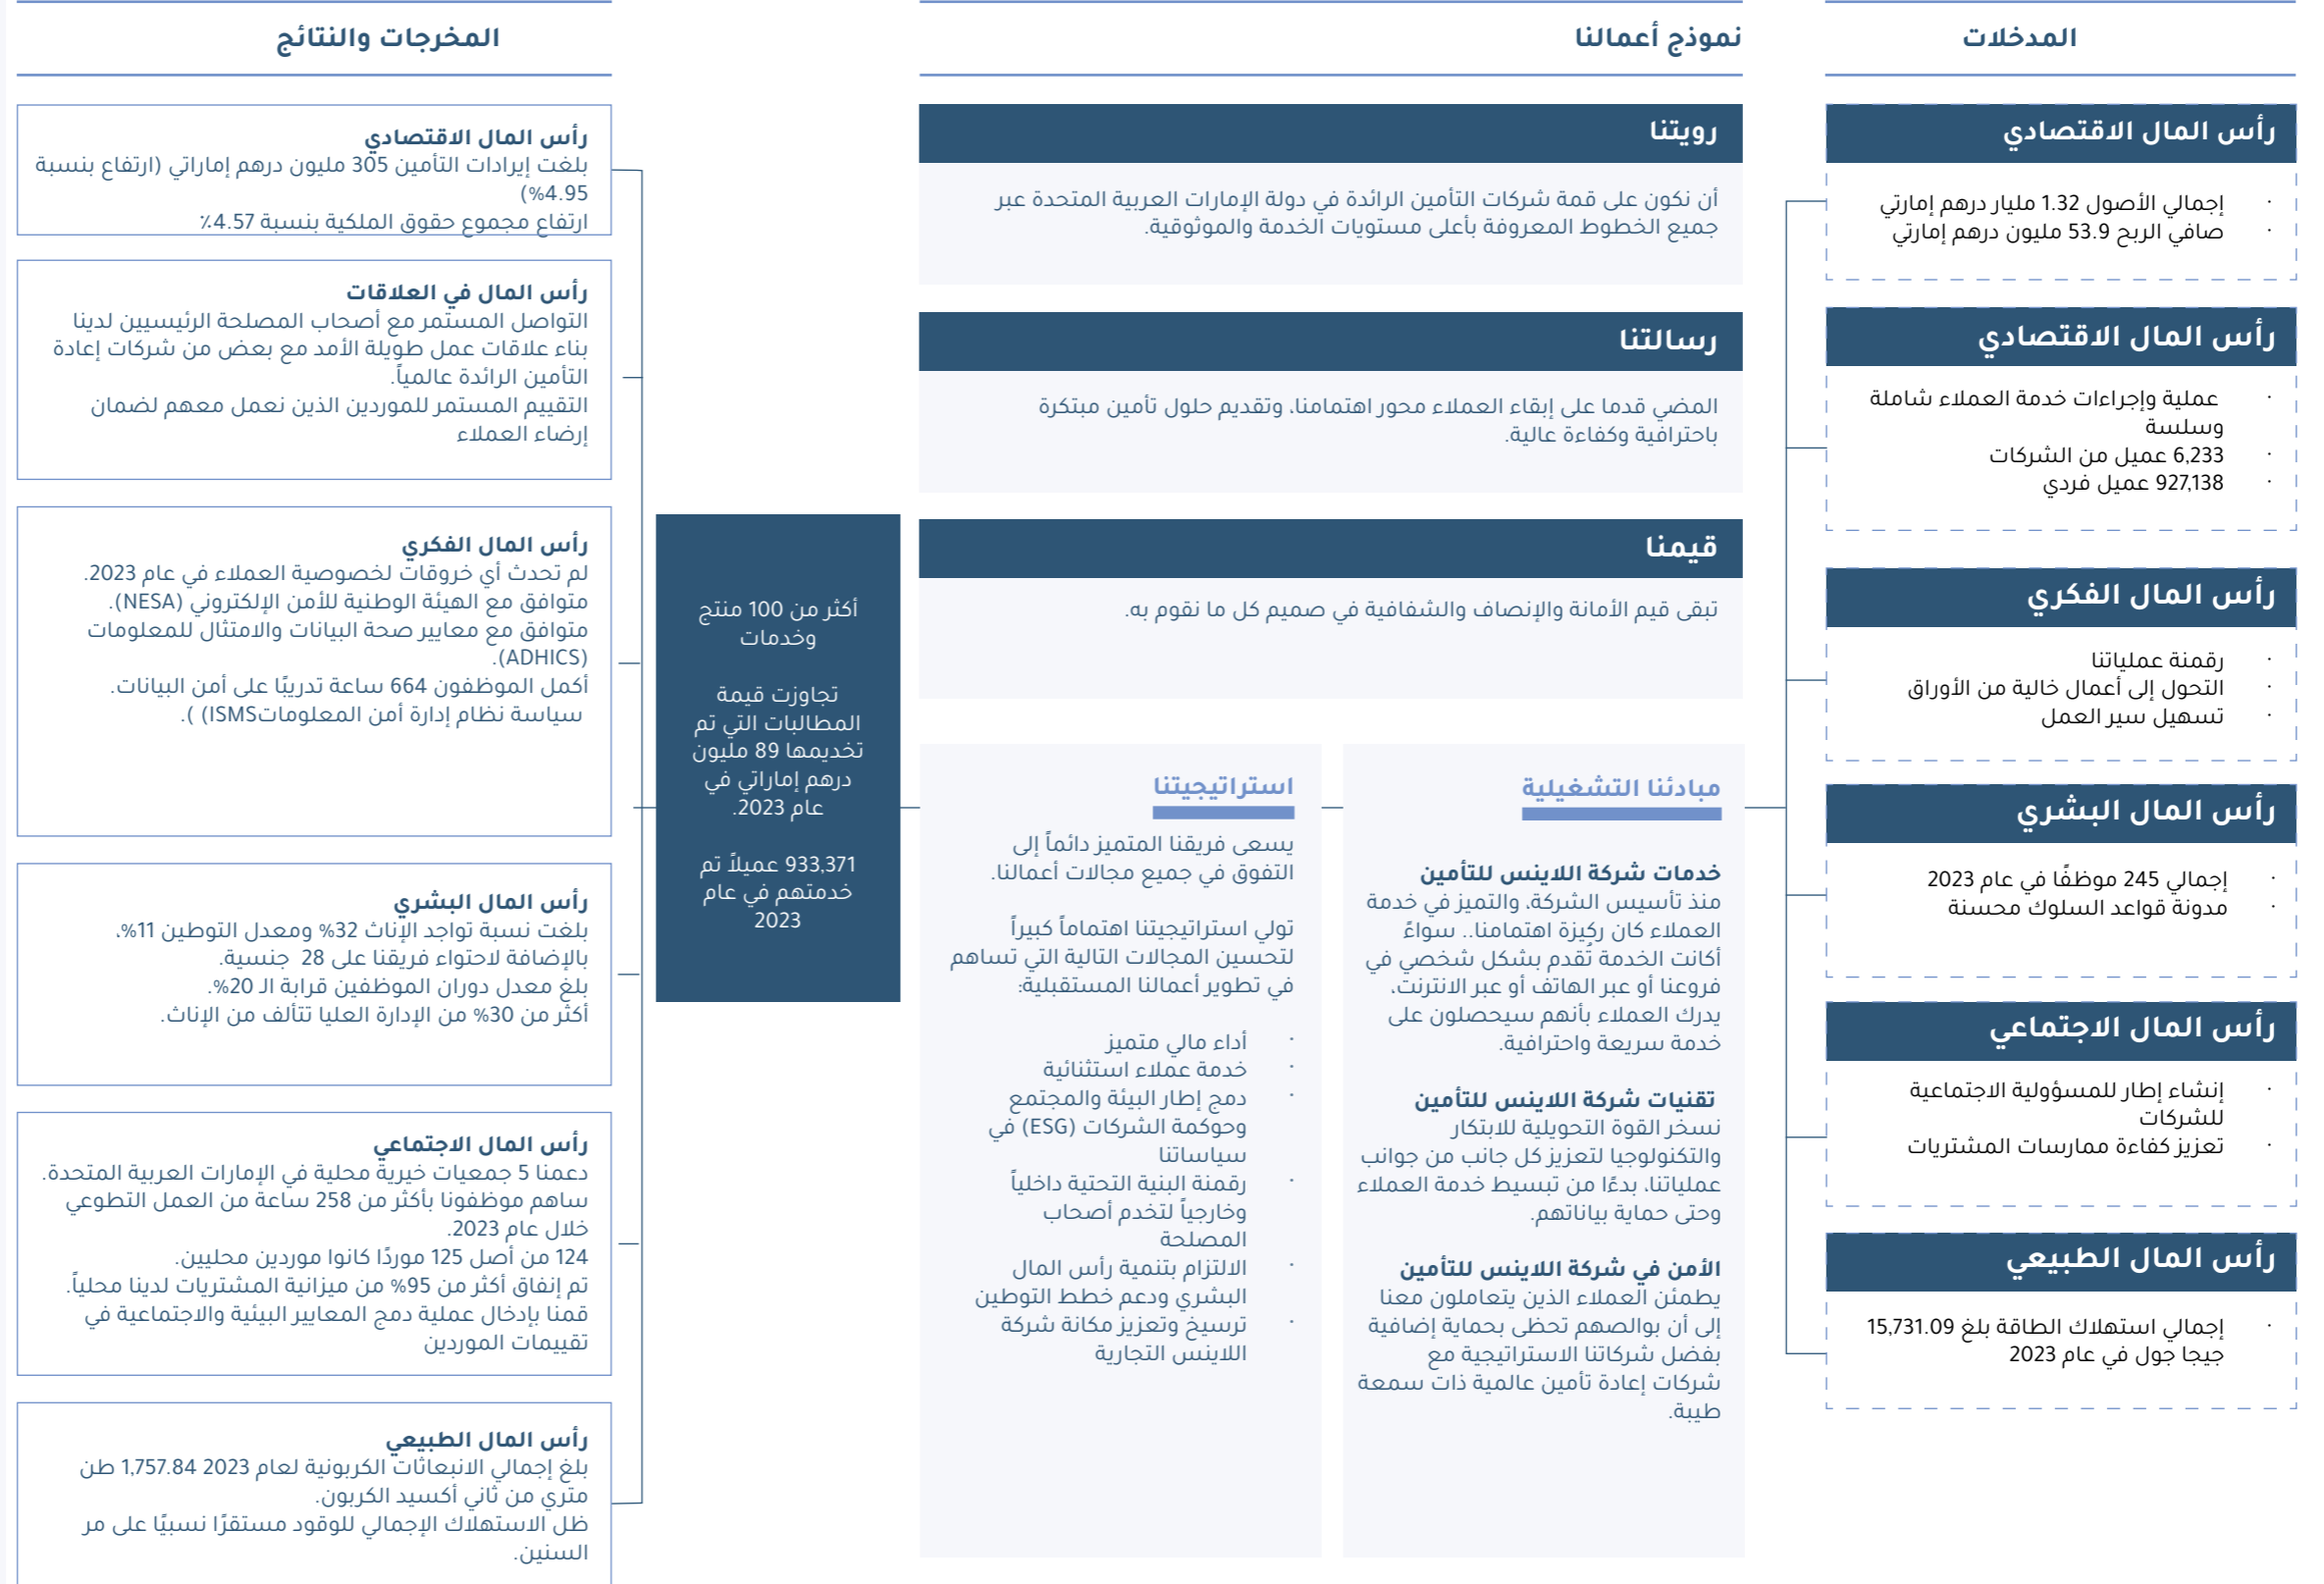 المدخلات
رأس المال الاقتصادي
· إجمالي الأصول 1.32 مليار درهم إمارتي
· صافي الربح 53.9 مليون درهم إمارتي
رأس المال الاقتصادي
· عملية وإجراءات خدمة العملاء شاملة
وسلسة
· 6,233 عميل من الشركات
· 927,138 عميل فردي
رأس المال الفكري
· رقمنة عملياتنا
· التحول إلى أعمال خالية من الأوراق
· تسهيل سير العمل
رأس المال البشري
· إجمالي 245 موظفًا في عام 2023
· مدونة قواعد السلوك محسنة
رأس المال الاجتماعي
· إنشاء إطار للمسؤولية الاجتماعية
للشركات
· تعزيز كفاءة ممارسات المشتريات
رأس المال الطبيعي
· إجمالي استهلاك الطاقة بلغ 15,731.09
جيجا جول في عام 2023
نموذج أعمالنا
رويتنا
أن نكون على قمة شركات التأمين الرائدة في دولة الإمارات العربية المتحدة عبر
جميع الخطوط المعروفة بأعلى مستويات الخدمة والموثوقية.
رسالتنا
المضي قدما على إبقاء العملاء محور اهتمامنا، وتقديم حلول تأمين مبتكرة
باحترافية وكفاءة عالية.
قيمنا
تبقى قيم الأمانة والإنصاف والشفافية في صميم كل ما نقوم به.
مبادئنا التشغيلية
خدمات شركة اللاينس للتأمين
منذ تأسيس الشركة، والتميز في خدمة
العملاء كان ركيزة اهتمامنا.. سواءً
أكانت الخدمة تُقدم بشكل شخصي في
فروعنا أو عبر الهاتف أو عبر الانترنت،
يدرك العملاء بأنهم سيحصلون على
خدمة سريعة واحترافية.
تقنيات شركة اللاينس للتأمين
نسخر القوة التحويلية للابتكار
والتكنولوجيا لتعزيز كل جانب من جوانب
عملياتنا، بدءًا من تبسيط خدمة العملاء
وحتى حماية بياناتهم.
الأمن في شركة اللاينس للتأمين
يطمئن العملاء الذين يتعاملون معنا
إلى أن بوالصهم تحظى بحماية إضافية
بفضل شركاتنا الاستراتيجية مع
شركات إعادة تأمين عالمية ذات سمعة
طيبة.
استراتيجيتنا
يسعى فريقنا المتميز دائماً إلى
التفوق في جميع مجالات أعمالنا.
تولي استراتيجيتنا اهتماماً كبيراً
لتحسين المجالات التالية التي تساهم
في تطوير أعمالنا المستقبلية:
· أداء مالي متميز
· خدمة عملاء استثنائية
· دمج إطار البيئة والمجتمع
وحوكمة الشركات (ESG) في
سياساتنا
· رقمنة البنية التحتية داخلياً
وخارجياً لتخدم أصحاب
المصلحة
· الالتزام بتنمية رأس المال
البشري ودعم خطط التوطين
· ترسيخ وتعزيز مكانة شركة
اللاينس التجارية
أكثر من 100 منتج
وخدمات
تجاوزت قيمة
المطالبات التي تم
تخديمها 89 مليون
درهم إماراتي في
عام 2023.
933,371 عميلاً تم
خدمتهم في عام
2023
المخرجات والنتائج
رأس المال الاقتصادي
بلغت إيرادات التأمين 305 مليون درهم إماراتي (ارتفاع بنسبة
4.95%)
ارتفاع مجموع حقوق الملكية بنسبة 4.57٪
رأس المال في العلاقات
التواصل المستمر مع أصحاب المصلحة الرئيسيين لدينا
بناء علاقات عمل طويلة الأمد مع بعض من شركات إعادة
التأمين الرائدة عالمياً.
التقييم المستمر للموردين الذين نعمل معهم لضمان
إرضاء العملاء
رأس المال الفكري
لم تحدث أي خروقات لخصوصية العملاء في عام 2023.
متوافق مع الهيئة الوطنية للأمن الإلكتروني (NESA).
متوافق مع معايير صحة البيانات والامتثال للمعلومات
(ADHICS).
أكمل الموظفون 664 ساعة تدريبًا على أمن البيانات.
سياسة نظام إدارة أمن المعلوماتISMS) ).
رأس المال البشري
بلغت نسبة تواجد الإناث 32% ومعدل التوطين 11%،
بالإضافة لاحتواء فريقنا على 28 جنسية.
بلغ معدل دوران الموظفين قرابة الـ 20%.
أكثر من 30% من الإدارة العليا تتألف من الإناث.
رأس المال الاجتماعي
دعمنا 5 جمعيات خيرية محلية في الإمارات العربية المتحدة.
ساهم موظفونا بأكثر من 258 ساعة من العمل التطوعي
خلال عام 2023.
124 من أصل 125 موردًا كانوا موردين محليين.
تم إنفاق أكثر من 95% من ميزانية المشتريات لدينا محلياً.
قمنا بإدخال عملية دمج المعايير البيئية والاجتماعية في
تقييمات الموردين
رأس المال الطبيعي
بلغ إجمالي الانبعاثات الكربونية لعام 2023 1,757.84 طن
متري من ثاني أكسيد الكربون.
ظل الاستهلاك الإجمالي للوقود مستقرًا نسبيًا على مر
السنين.